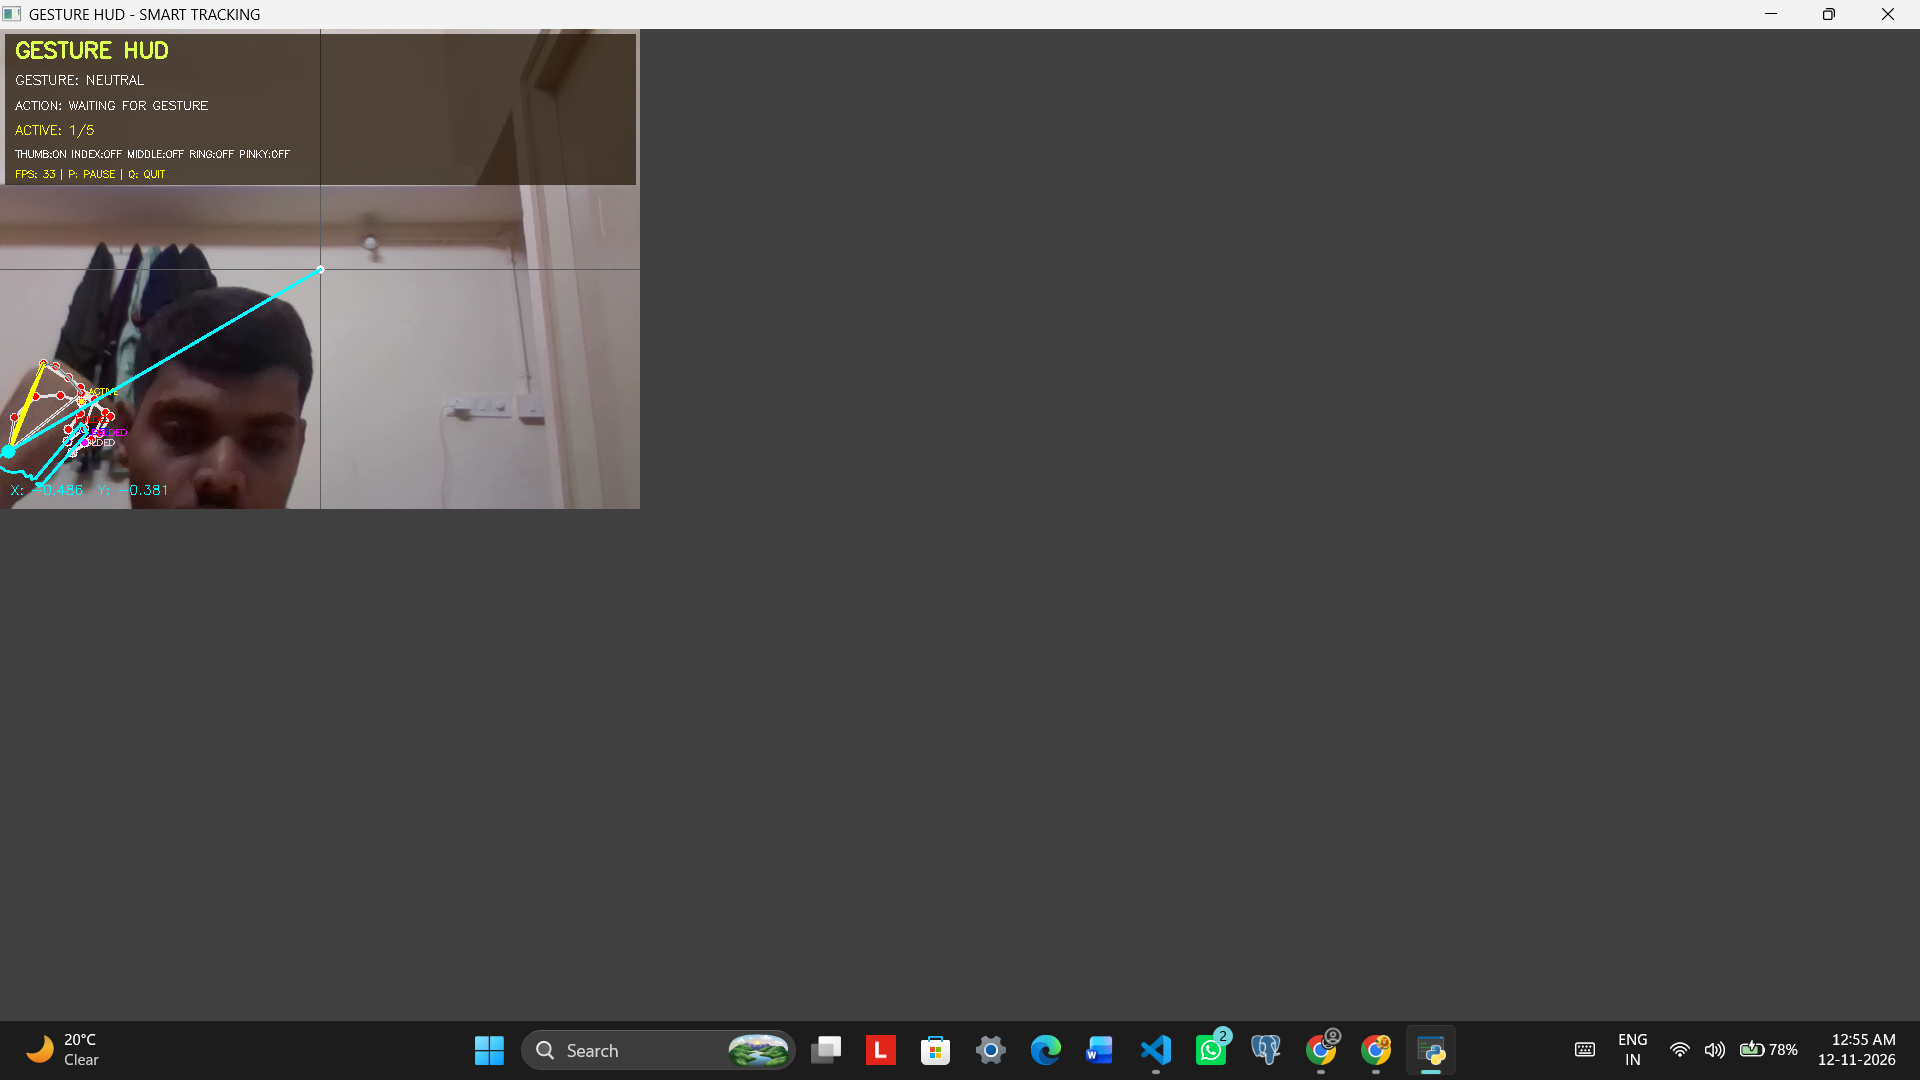 GESTURE HUD - SMART TRACKING
GESTURE HUD
GESTURE: NEUTRAL
ACTION: WAITING FOR GESTURE
ACTIVE: 1/5
THUMB:ON INDEX:OFF MIDDLE:OFF RING:OFF PINKY:OFF
FPS: 33 | P: PAUSE | Q: QUIT
ACTIVE
X: -0.486 Y: -0.381
20°C
Clear
Search
L
W
2
ENG
IN
78%
12:55 AM
12-11-2026